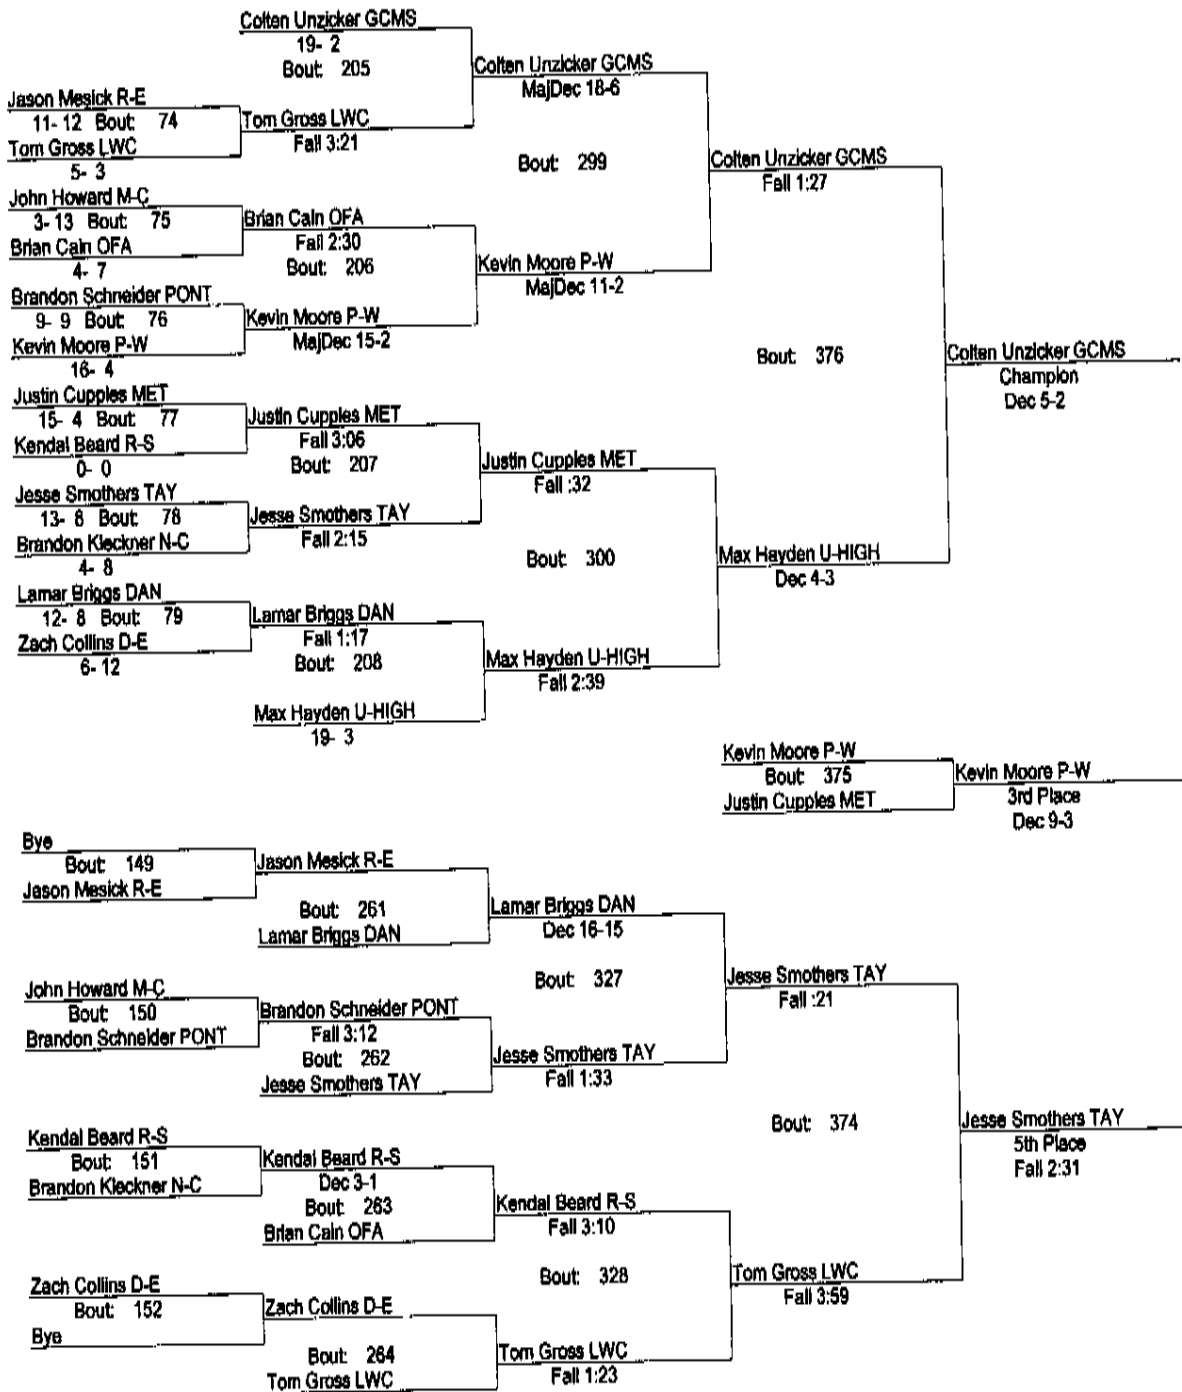 Colten Unzicker GCMS
19- 2
Bout: 205
Colten Unzicker GCMS
MajDec 18-6
Jason Mesick R-E
11- 12 Bout: 74
Tom Gross LWC
Fall 3:21
Tom Gross LWC
5- 3
Bout: 299
Colten Unzicker GCMS
Fall 1:27
John Howard M-C
3- 13 Bout: 75
Brian Cain OFA
Fall 2:30
Brian Cain OFA
4- 7
Bout: 206
Kevin Moore P-W
MajDec 11-2
Brandon Schneider PONT
9- 9 Bout: 76
Kevin Moore P-W
MajDec 15-2
Kevin Moore P-W
16- 4
Bout: 376
Colten Unzicker GCMS
Champion
Dec 5-2
Justin Cupples MET
15- 4 Bout: 77
Justin Cupples MET
Fall 3:06
Kendal Beard R-S
0- 0
Bout: 207
Justin Cupples MET
Fall :32
Jesse Smothers TAY
13- 8 Bout: 78
Jesse Smothers TAY
Fall 2:15
Brandon Kleckner N-C
4- 8
Bout: 300
Max Hayden U-HIGH
Dec 4-3
Lamar Briggs DAN
12- 8 Bout: 79
Lamar Briggs DAN
Fall 1:17
Zach Collins D-E
6- 12
Bout: 208
Max Hayden U-HIGH
Fall 2:39
Max Hayden U-HIGH
19- 3
Kevin Moore P-W
Bout: 375
Kevin Moore P-W
3rd Place
Justin Cupples MET
Dec 9-3
Bye
Bout: 149
Jason Mesick R-E
Jason Mesick R-E
Bout: 261
Lamar Briggs DAN
Dec 16-15
Lamar Briggs DAN
Bout: 327
Jesse Smothers TAY
Fall :21
John Howard M-C
Bout: 150
Brandon Schneider PONT
Fall 3:12
Brandon Schneider PONT
Bout: 262
Jesse Smothers TAY
Fall 1:33
Jesse Smothers TAY
Bout: 374
Jesse Smothers TAY
5th Place
Fall 2:31
Kendal Beard R-S
Bout: 151
Kendal Beard R-S
Dec 3-1
Brandon Kleckner N-C
Bout: 263
Kendal Beard R-S
Fall 3:10
Brian Cain OFA
Bout: 328
Tom Gross LWC
Fall 3:59
Zach Collins D-E
Bout: 152
Zach Collins D-E
Bye
Bout: 264
Tom Gross LWC
Fall 1:23
Tom Gross LWC